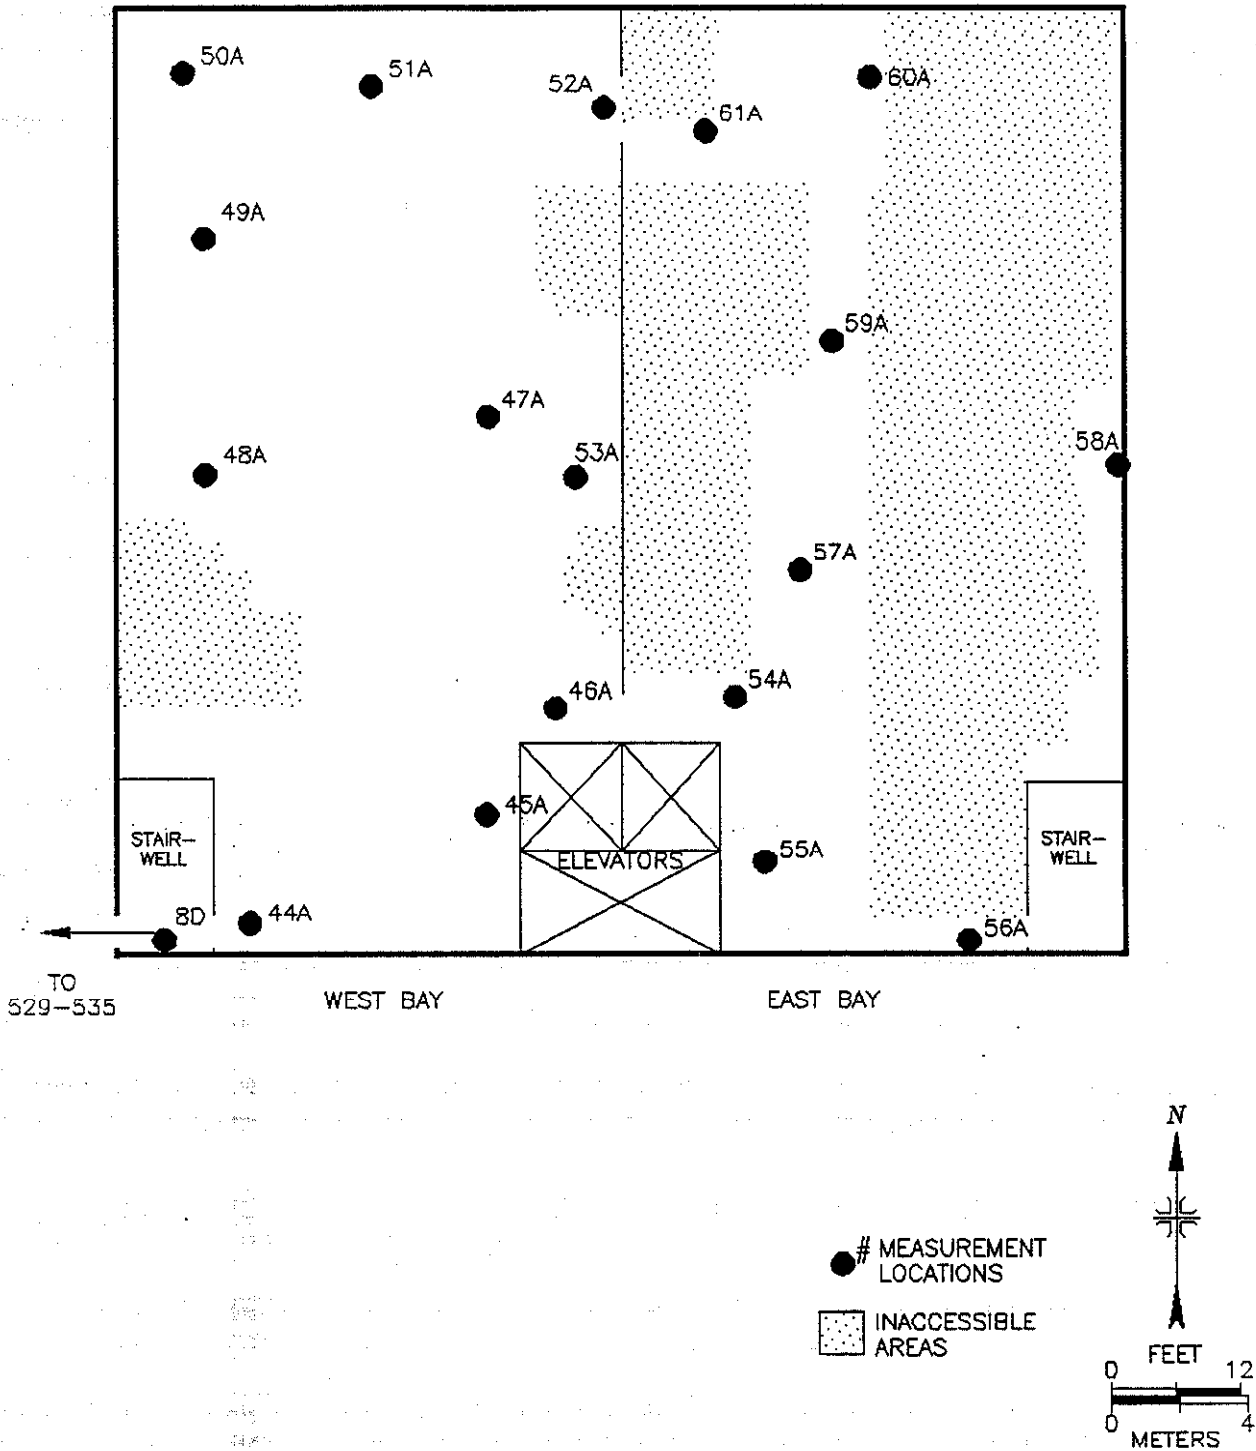 50A
51A
52A
60A
61A
49A
59A
47A
58A
48A
53A
57A
46A
54A
45A
STAIR-
WELL
ELEVATORS
55A
STAIR-
WELL
8D
44A
56A
TO
529-535
WEST BAY
EAST BAY
N
# MEASUREMENT
LOCATIONS
INACCESSIBLE
AREAS
FEET
0 12
0 4
METERS